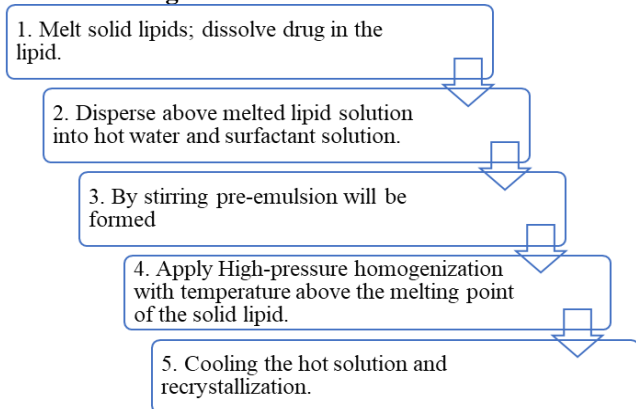 1. Melt solid lipids; dissolve drug in the
lipid.
2. Disperse above melted lipid solution
into hot water and surfactant solution.
3. By stirring pre-emulsion will be
formed
4. Apply High-pressure homogenization
with temperature above the melting point
of the solid lipid.
5. Cooling the hot solution and
recrystallization.